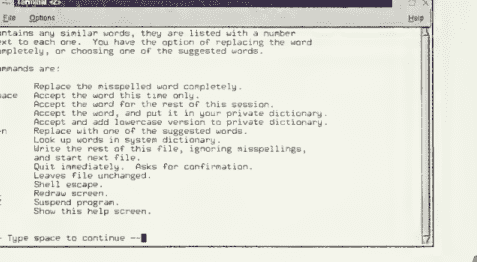 Terminal <2>
File Options Help
ntains any similar words, they are listed with a number
ext to each one. You have the option of replacing the word
mpletely, or choosing one of the suggested words.
mmands are:
Replace the misspelled word completely.
pace Accept the word this time only.
Accept the word for the rest of this session.
Accept the word, and put it in your private dictionary.
Accept and add lowercase version to private dictionary.
n Replace with one of the suggested words.
Look up words in system dictionary.
Write the rest of this file, ignoring misspellings,
and start next file.
Quit immediately. Asks for confirmation.
Leaves file unchanged.
Shell escape.
Redraw screen.
Suspend program.
Show this help screen.
- Type space to continue --